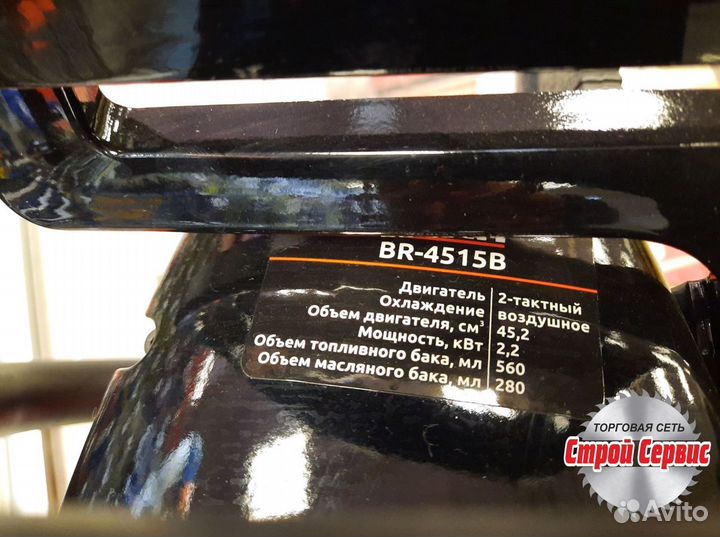 BR-4515B
Двигатель 2-тактный
Охлаждение воздушное
Объем двигателя, см³ 45,2
Мощность, кВт 2,2
Объем топливного бака, мл 560
Объем масляного бака, мл 280
ТОРГОВАЯ СЕТЬ
Строй Сервис
Avito